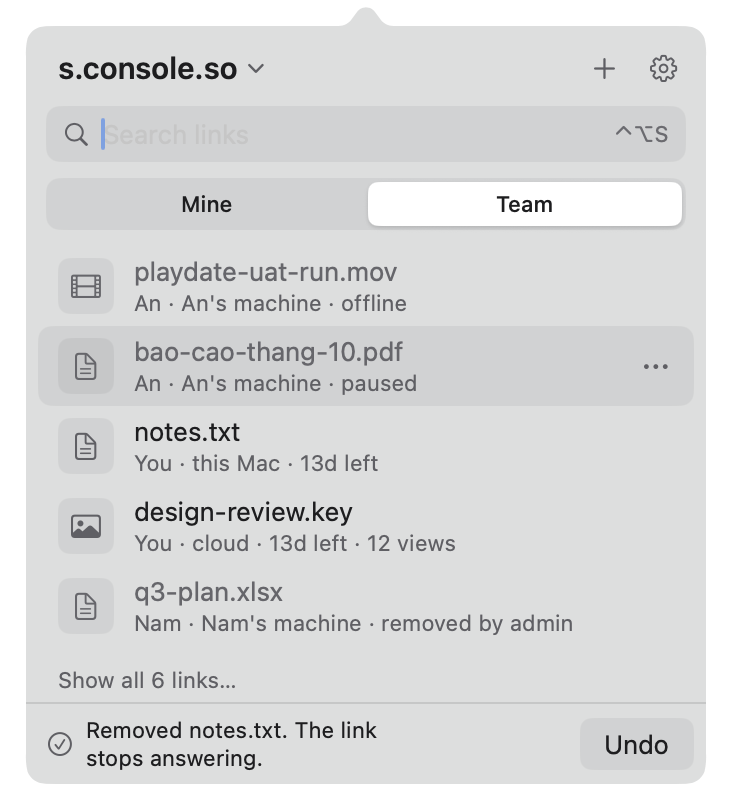 s.console.so
Search links ^⌥S
Mine Team
playdate-uat-run.mov
An · An's machine · offline
bao-cao-thang-10.pdf
An · An's machine · paused
notes.txt
You · this Mac · 13d left
design-review.key
You · cloud · 13d left · 12 views
q3-plan.xlsx
Nam · Nam's machine · removed by admin
Show all 6 links…
Removed notes.txt. The link
stops answering.
Undo